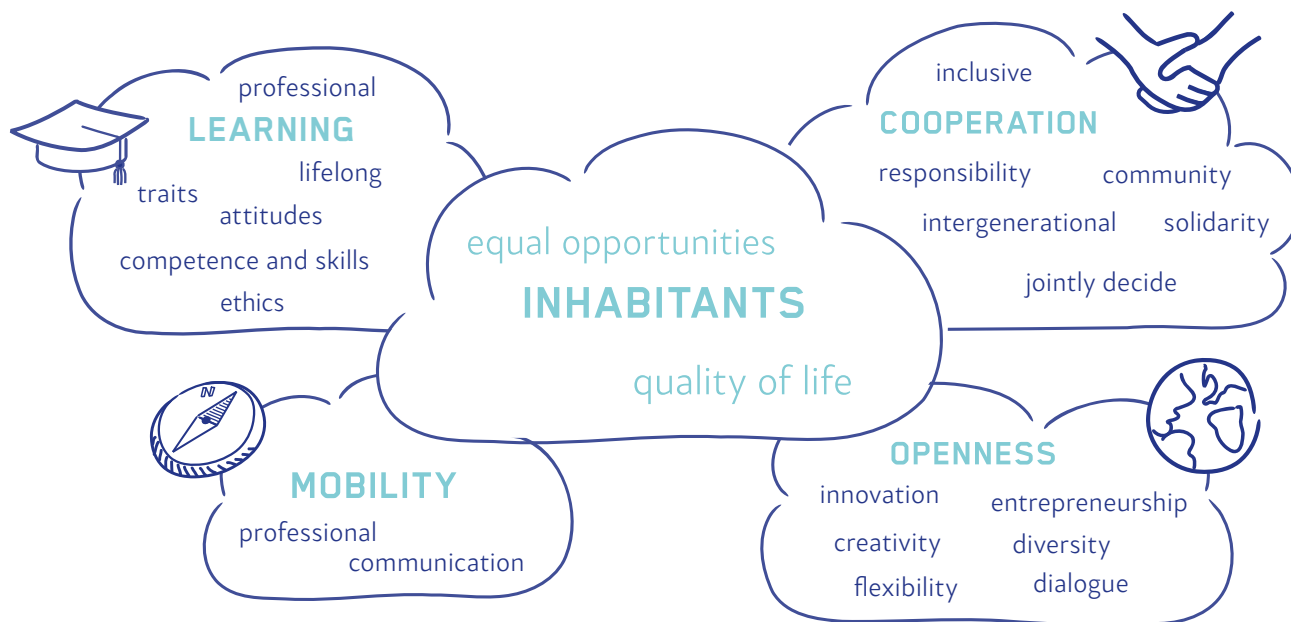 professional
LEARNING
lifelong
traits
attitudes
competence and skills
ethics
inclusive
COOPERATION
responsibility
community
intergenerational
solidarity
jointly decide
equal opportunities
INHABITANTS
quality of life
N
MOBILITY
professional
communication
OPENNESS
innovation
entrepreneurship
creativity
diversity
flexibility
dialogue